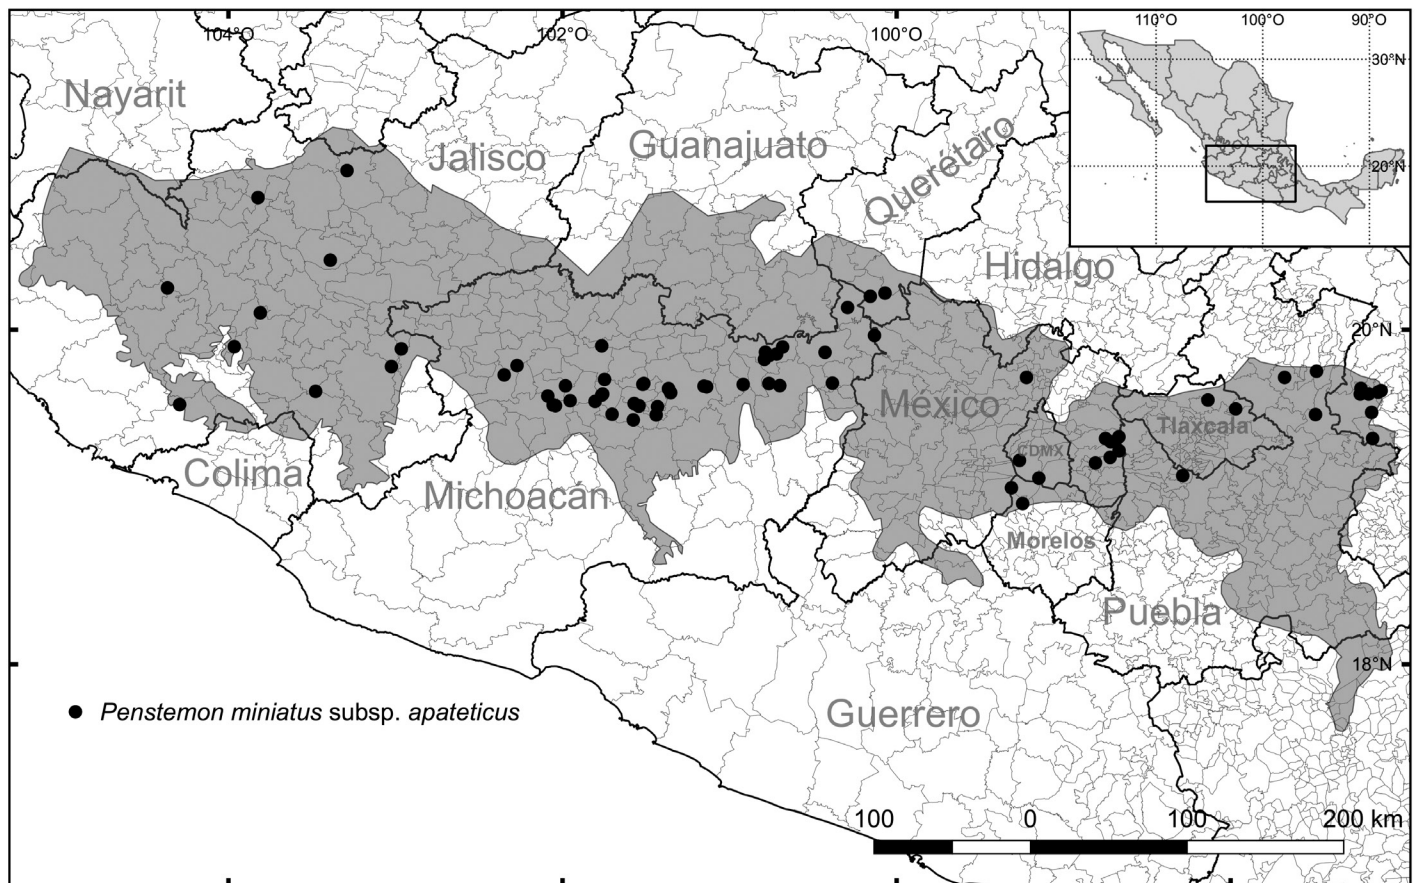 104°O
102°O
100°O
110°O
100°O
90°O
30°N
20°N
Nayarit
Jalisco
Guanajuato
Querétaro
Hidalgo
20°N
México
CDMX
Tlaxcala
Colima
Michoacán
Morelos
Puebla
18°N
Guerrero
Penstemon miniatus subsp. apateticus
100 0 100 200 km